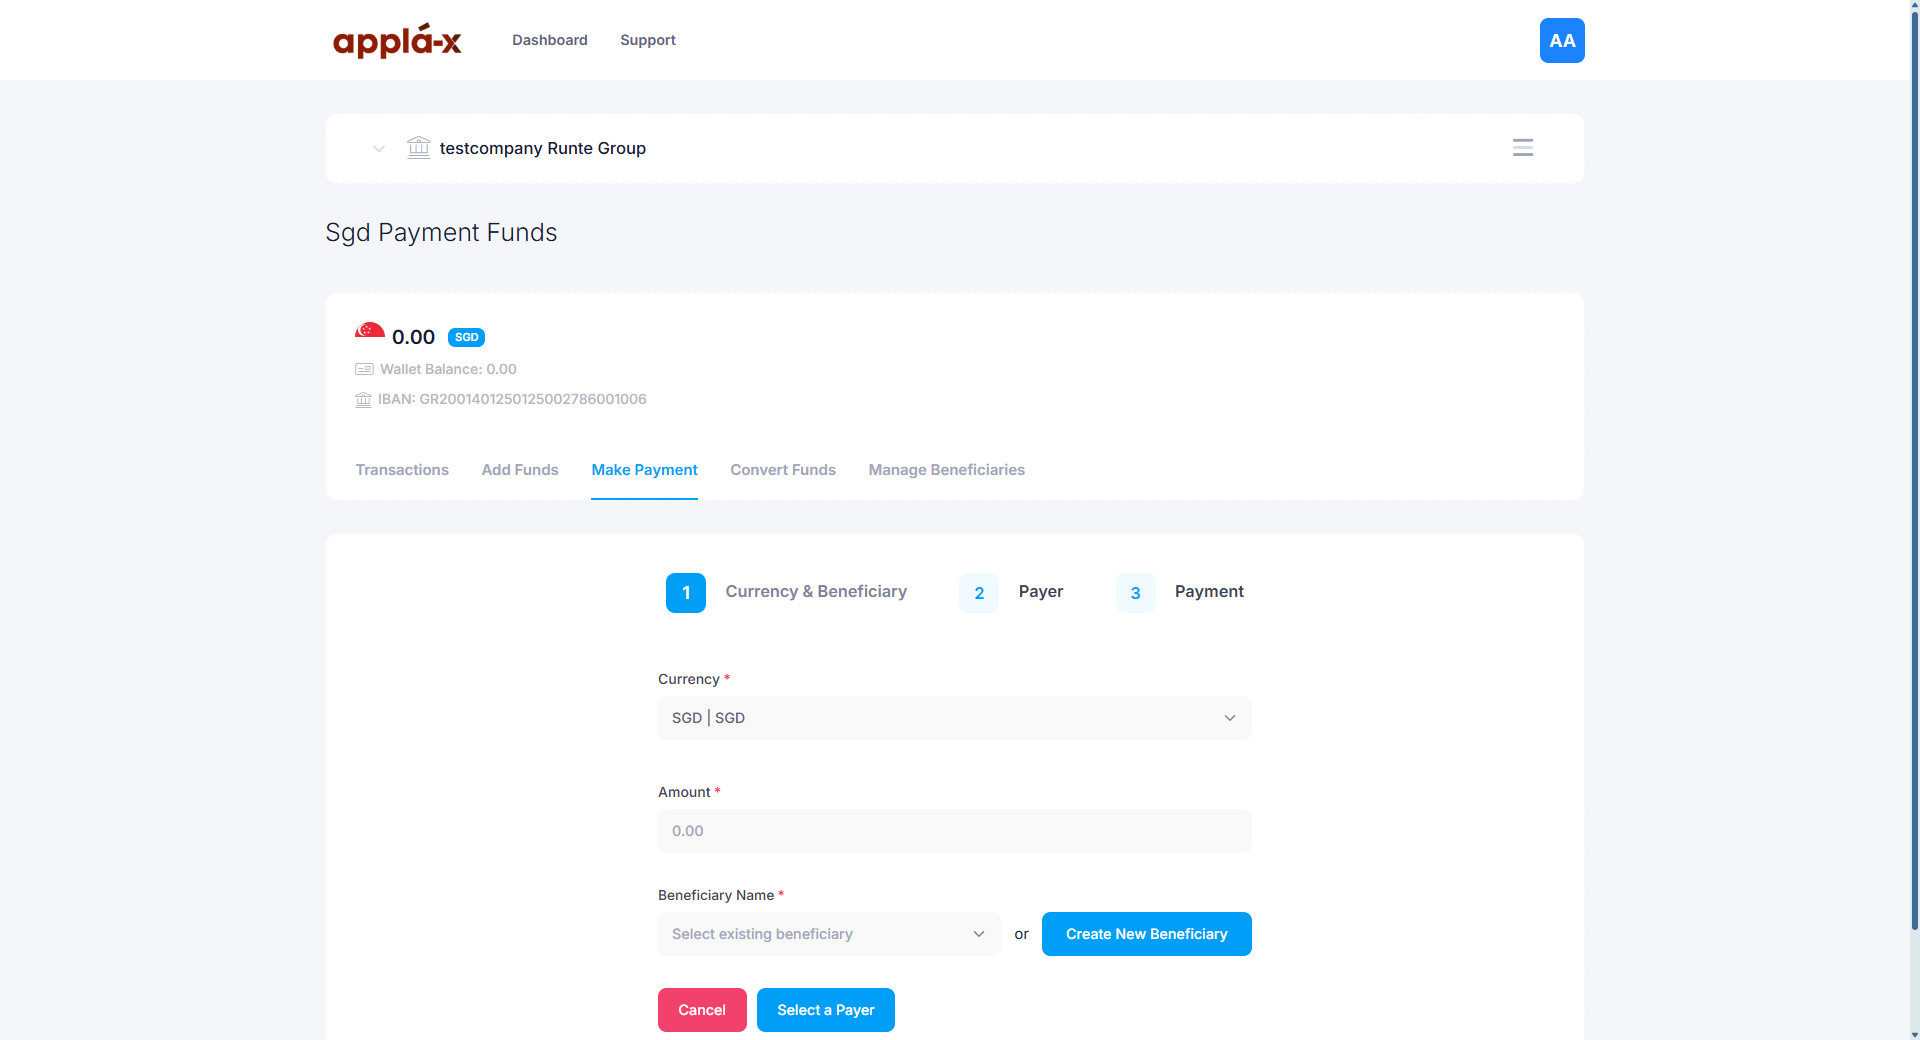 applá-x
Dashboard
Support
AA
testcompany Runte Group
Sgd Payment Funds
0.00 SGD
Wallet Balance: 0.00
IBAN: GR2001401250125002786001006
Transactions
Add Funds
Make Payment
Convert Funds
Manage Beneficiaries
1 Currency & Beneficiary
2 Payer
3 Payment
Currency *
SGD | SGD
Amount *
0.00
Beneficiary Name *
Select existing beneficiary
or
Create New Beneficiary
Cancel
Select a Payer